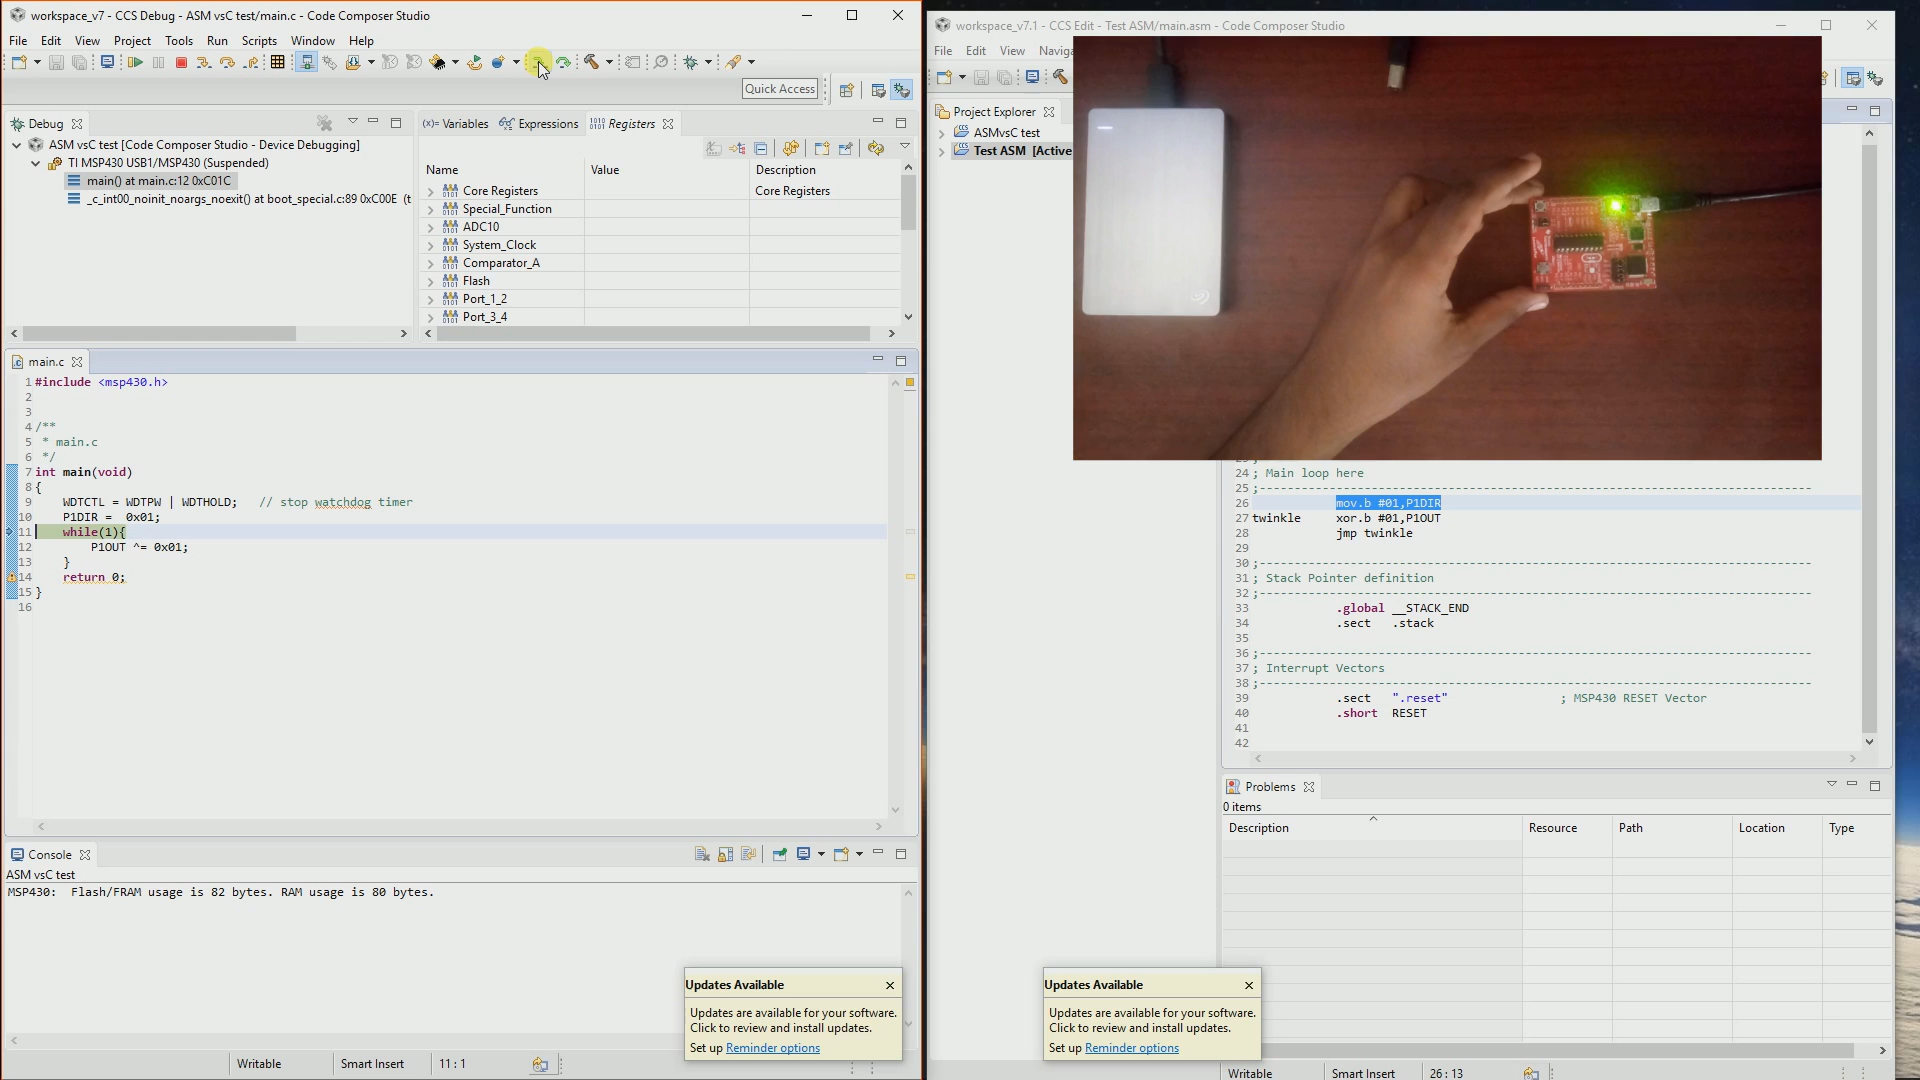 workspace_v7 - CCS Debug - ASM vsC test/main.c - Code Composer Studio
File Edit View Project Tools Run Scripts Window Help
Quick Access
Debug
ASM vsC test [Code Composer Studio - Device Debugging]
TI MSP430 USB1/MSP430 (Suspended)
main() at main.c:12 0xC01C
_c_int00_noinit_noargs_noexit() at boot_special.c:89 0xC00E (t
(x)= Variables Expressions Registers
Name Value Description
Core Registers Core Registers
Special_Function
ADC10
System_Clock
Comparator_A
Flash
Port_1_2
Port_3_4
main.c
1 #include <msp430.h>
2
3
4 /**
5 * main.c
6 */
7 int main(void)
8 {
9 WDTCTL = WDTPW | WDTHOLD; // stop watchdog timer
10 P1DIR = 0x01;
11 while(1){
12 P1OUT ^= 0x01;
13 }
14 return 0;
15 }
16
Console
ASM vsC test
MSP430: Flash/FRAM usage is 82 bytes. RAM usage is 80 bytes.
Updates Available
Updates are available for your software.
Click to review and install updates.
Set up Reminder options
Writable Smart Insert 11 : 1
workspace_v7.1 - CCS Edit - Test ASM/main.asm - Code Composer Studio
File Edit View Naviga
Project Explorer
ASMvsC test
Test ASM [Active
24 ; Main loop here
25 ;-------------------------------------------------------------------------------
26 mov.b #01,P1DIR
27 twinkle xor.b #01,P1OUT
28 jmp twinkle
29
30 ;-------------------------------------------------------------------------------
31 ; Stack Pointer definition
32 ;-------------------------------------------------------------------------------
33 .global __STACK_END
34 .sect .stack
35
36 ;-------------------------------------------------------------------------------
37 ; Interrupt Vectors
38 ;-------------------------------------------------------------------------------
39 .sect ".reset" ; MSP430 RESET Vector
40 .short RESET
41
42
Problems
0 items
Description Resource Path Location Type
Updates Available
Updates are available for your software.
Click to review and install updates.
Set up Reminder options
Writable Smart Insert 26 : 13